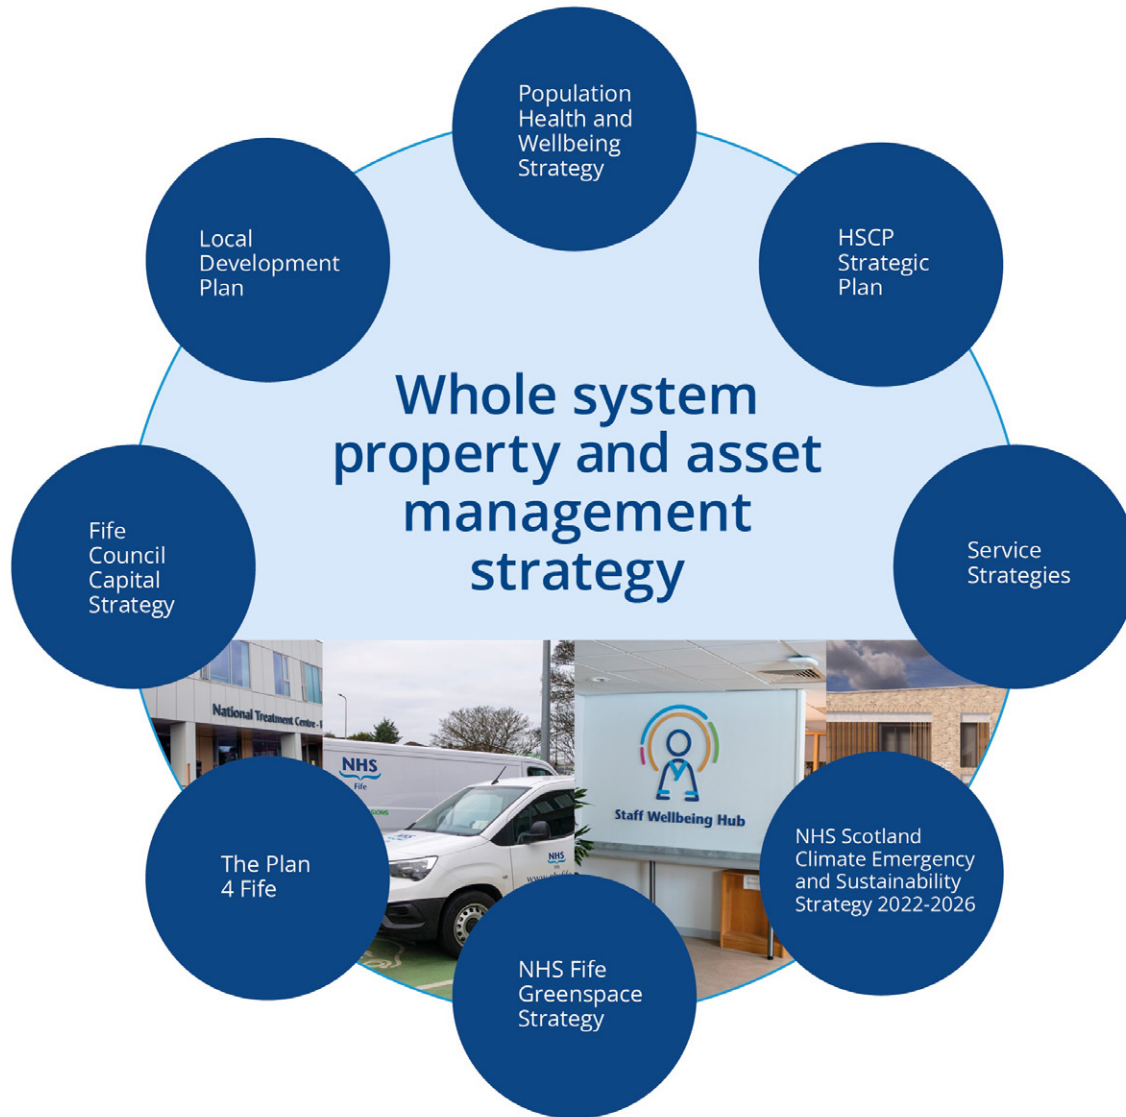 Population
Health and
Wellbeing
Strategy
HSCP
Strategic
Plan
Service
Strategies
NHS Scotland
Climate Emergency
and Sustainability
Strategy 2022-2026
NHS Fife
Greenspace
Strategy
The Plan
4 Fife
Fife
Council
Capital
Strategy
Local
Development
Plan
Whole system
property and asset
management
strategy
National Treatment Centre -
NHS
Fife
NHS
Staff Wellbeing Hub